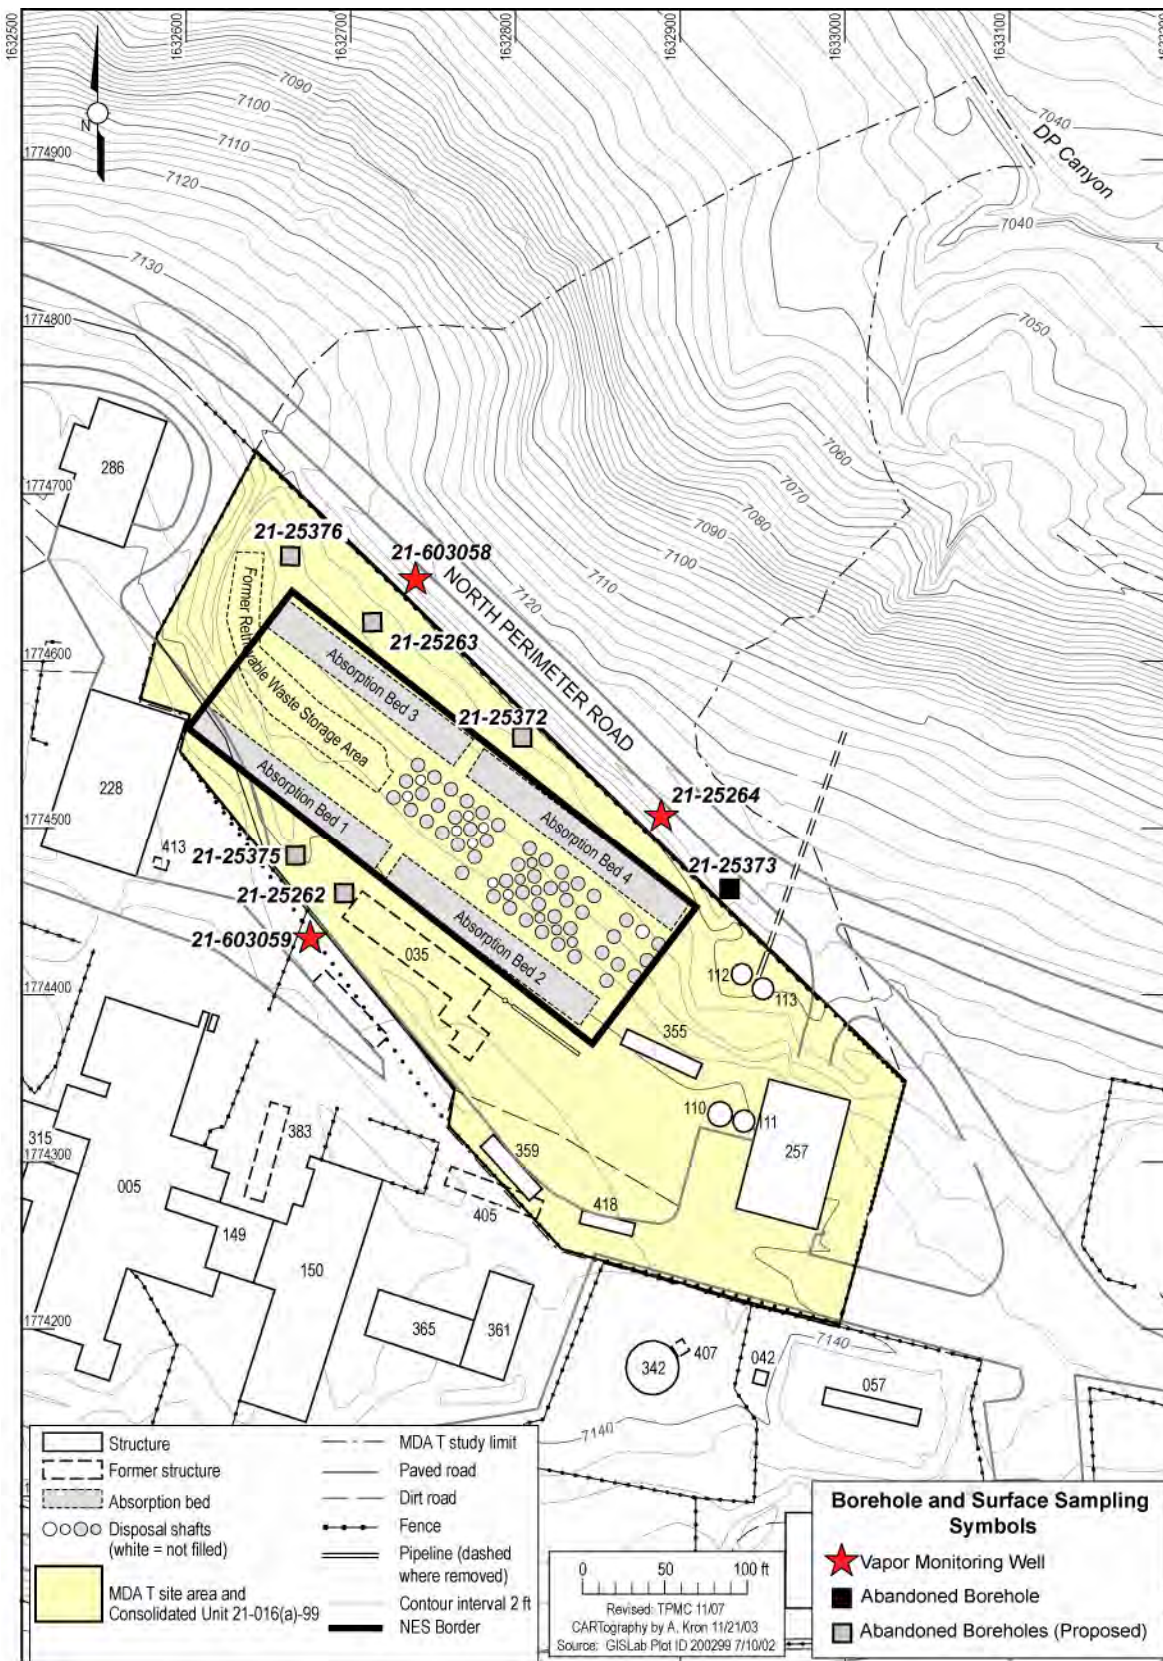 1632500
1632600
1632700
1632800
1632900
1633000
1633100
N
7090
7100
7110
7120
7130
7040
DP Canyon
7040
7050
7060
7070
7080
7090
7100
7110
7120
1774900
1774800
1774700
1774600
1774500
1774400
1774300
1774200
286
21-25376
21-603058
NORTH PERIMETER ROAD
21-25263
Absorption Bed 3
21-25372
228
Absorption Bed 1
Absorption Bed 4
21-25264
21-25373
413
21-25375
21-25262
21-603059
035
Absorption Bed 2
112
113
355
110
111
257
359
418
405
383
315
005
149
150
365
361
342
407
042
057
7140
7140
Structure
Former structure
Absorption bed
Disposal shafts
(white = not filled)
MDA T site area and
Consolidated Unit 21-016(a)-99
MDA T study limit
Paved road
Dirt road
Fence
Pipeline (dashed
where removed)
Contour interval 2 ft
NES Border
0 50 100 ft
Revised: TPMC 11/07
CARTography by A. Kron 11/21/03
Source: GISLab Plot ID 200299 7/10/02
Borehole and Surface Sampling
Symbols
Vapor Monitoring Well
Abandoned Borehole
Abandoned Boreholes (Proposed)